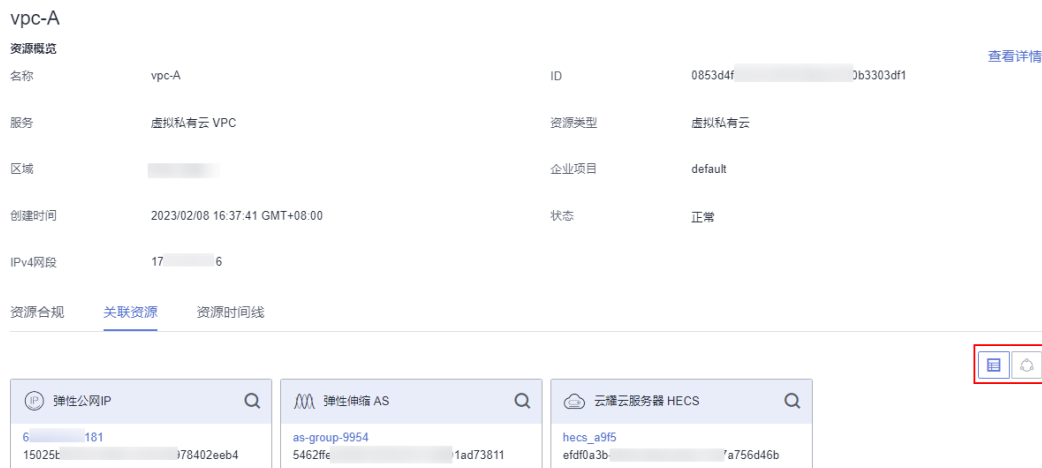 vpc-A
资源概览
查看详情
名称 vpc-A ID 0853d4f 0b3303df1
服务 虚拟私有云 VPC 资源类型 虚拟私有云
区域 企业项目 default
创建时间 2023/02/08 16:37:41 GMT+08:00 状态 正常
IPv4网段 17 6
资源合规 关联资源 资源时间线
IP 弹性公网IP 弹性伸缩 AS 云耀云服务器 HECS
6 181 as-group-9954 hecs_a9f5
15025b 978402eeb4 5462ffe 1ad73811 efdf0a3b- 7a756d46b